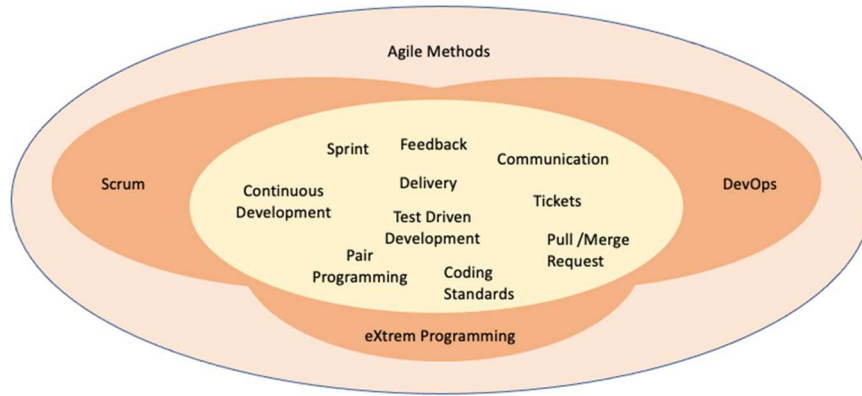 Agile Methods
Scrum
DevOps
Sprint
Feedback
Communication
Continuous
Development
Delivery
Tickets
Test Driven
Development
Pull /Merge
Request
Pair
Programming
Coding
Standards
eXtrem Programming